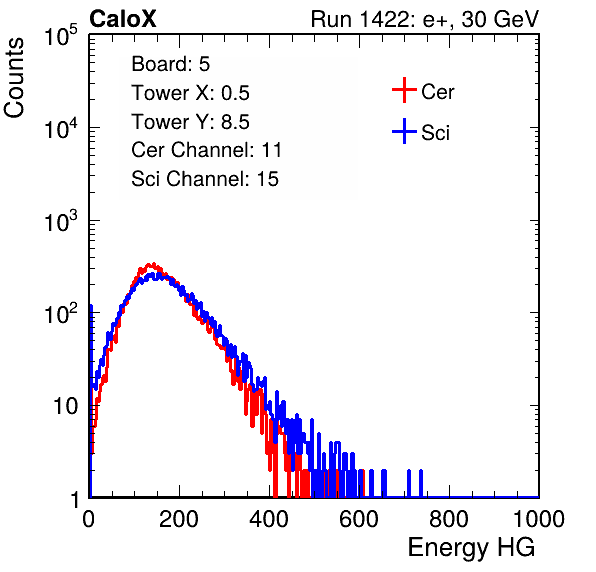 CaloX Run 1422: e+, 30 GeV
Board: 5
Tower X: 0.5
Tower Y: 8.5
Cer Channel: 11
Sci Channel: 15
Cer
Sci
Counts
10^5
10^4
10^3
10^2
10
1
0 200 400 600 800 1000
Energy HG